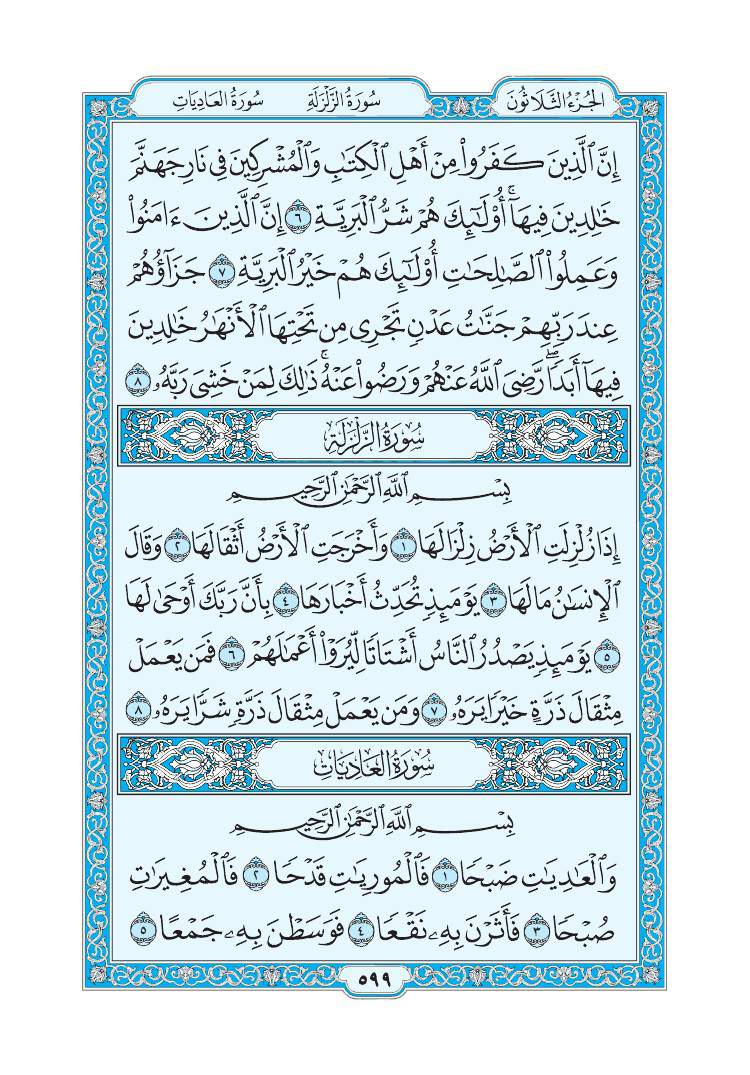 الجُزءُ الثَّلَاثُونَ سُورَةُ الزَّلْزَلَةِ سُورَةُ العَادِيَاتِ
إِنَّ ٱلَّذِينَ كَفَرُوا۟ مِنْ أَهْلِ ٱلْكِتَٰبِ وَٱلْمُشْرِكِينَ فِى نَارِ جَهَنَّمَ
خَٰلِدِينَ فِيهَآ ۚ أُو۟لَٰٓئِكَ هُمْ شَرُّ ٱلْبَرِيَّةِ ٦ إِنَّ ٱلَّذِينَ ءَامَنُوا۟
وَعَمِلُوا۟ ٱلصَّٰلِحَٰتِ أُو۟لَٰٓئِكَ هُمْ خَيْرُ ٱلْبَرِيَّةِ ٧ جَزَآؤُهُمْ
عِندَ رَبِّهِمْ جَنَّٰتُ عَدْنٍ تَجْرِى مِن تَحْتِهَا ٱلْأَنْهَٰرُ خَٰلِدِينَ
فِيهَآ أَبَدًا ۖ رَّضِىَ ٱللَّهُ عَنْهُمْ وَرَضُوا۟ عَنْهُ ۚ ذَٰلِكَ لِمَنْ خَشِىَ رَبَّهُۥ ٨
سُورَةُ الزَّلْزَلَةِ
بِسْمِ ٱللَّهِ ٱلرَّحْمَٰنِ ٱلرَّحِيمِ
إِذَا زُلْزِلَتِ ٱلْأَرْضُ زِلْزَالَهَا ١ وَأَخْرَجَتِ ٱلْأَرْضُ أَثْقَالَهَا ٢ وَقَالَ
ٱلْإِنسَٰنُ مَا لَهَا ٣ يَوْمَئِذٍ تُحَدِّثُ أَخْبَارَهَا ٤ بِأَنَّ رَبَّكَ أَوْحَىٰ لَهَا
٥ يَوْمَئِذٍ يَصْدُرُ ٱلنَّاسُ أَشْتَاتًا لِّيُرَوْا۟ أَعْمَٰلَهُمْ ٦ فَمَن يَعْمَلْ
مِثْقَالَ ذَرَّةٍ خَيْرًا يَرَهُۥ ٧ وَمَن يَعْمَلْ مِثْقَالَ ذَرَّةٍ شَرًّا يَرَهُۥ ٨
سُورَةُ العَادِيَاتِ
بِسْمِ ٱللَّهِ ٱلرَّحْمَٰنِ ٱلرَّحِيمِ
وَٱلْعَٰدِيَٰتِ ضَبْحًا ١ فَٱلْمُورِيَٰتِ قَدْحًا ٢ فَٱلْمُغِيرَٰتِ
صُبْحًا ٣ فَأَثَرْنَ بِهِۦ نَقْعًا ٤ فَوَسَطْنَ بِهِۦ جَمْعًا ٥
٥٩٩